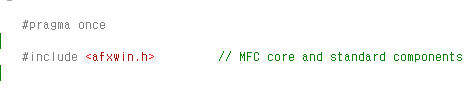 #pragma once
#include <afxwin.h>         // MFC core and standard components